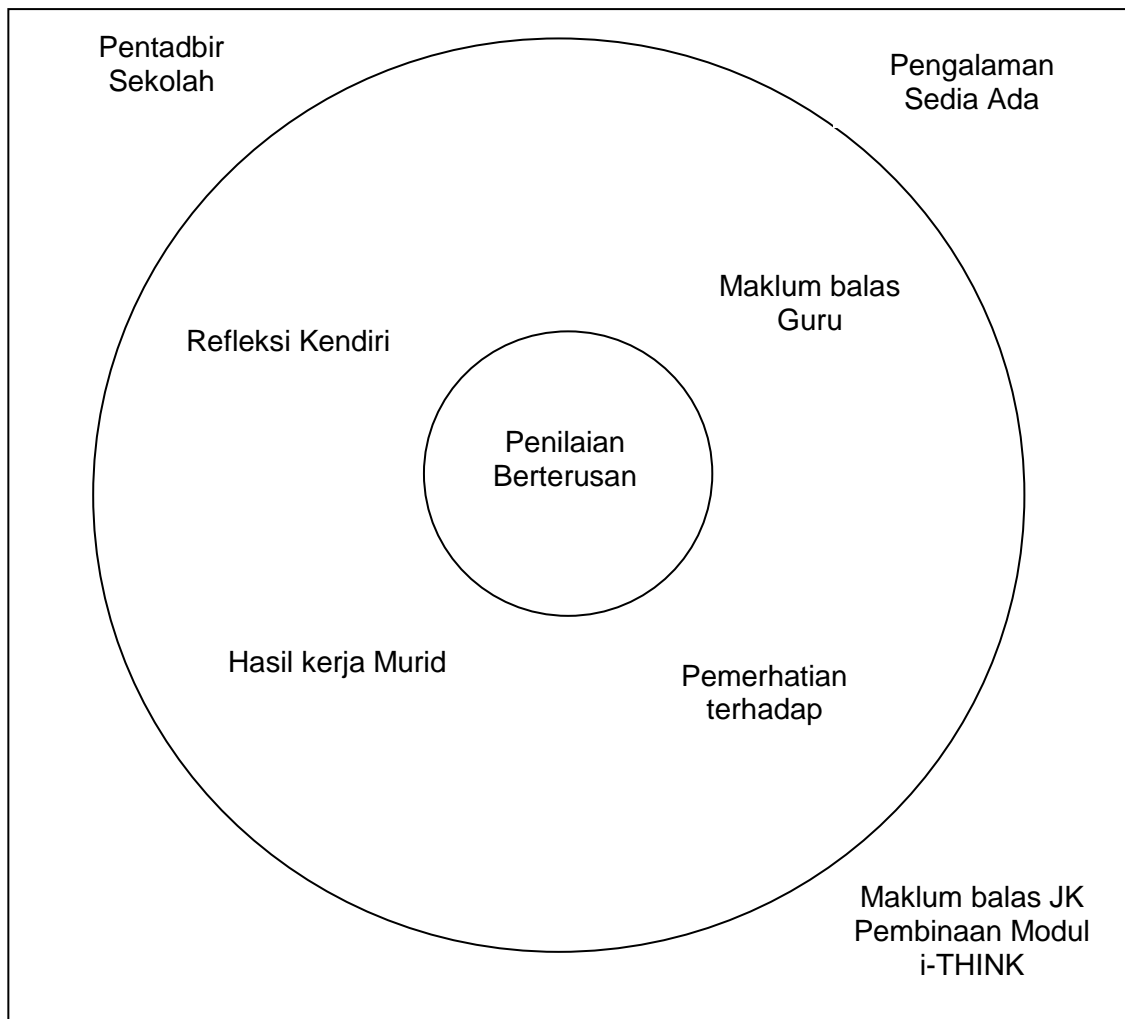 Pentadbir
Sekolah
Pengalaman
Sedia Ada
Maklum balas
Guru
Refleksi Kendiri
Penilaian
Berterusan
Hasil kerja Murid
Pemerhatian
terhadap
Maklum balas JK
Pembinaan Modul
i-THINK